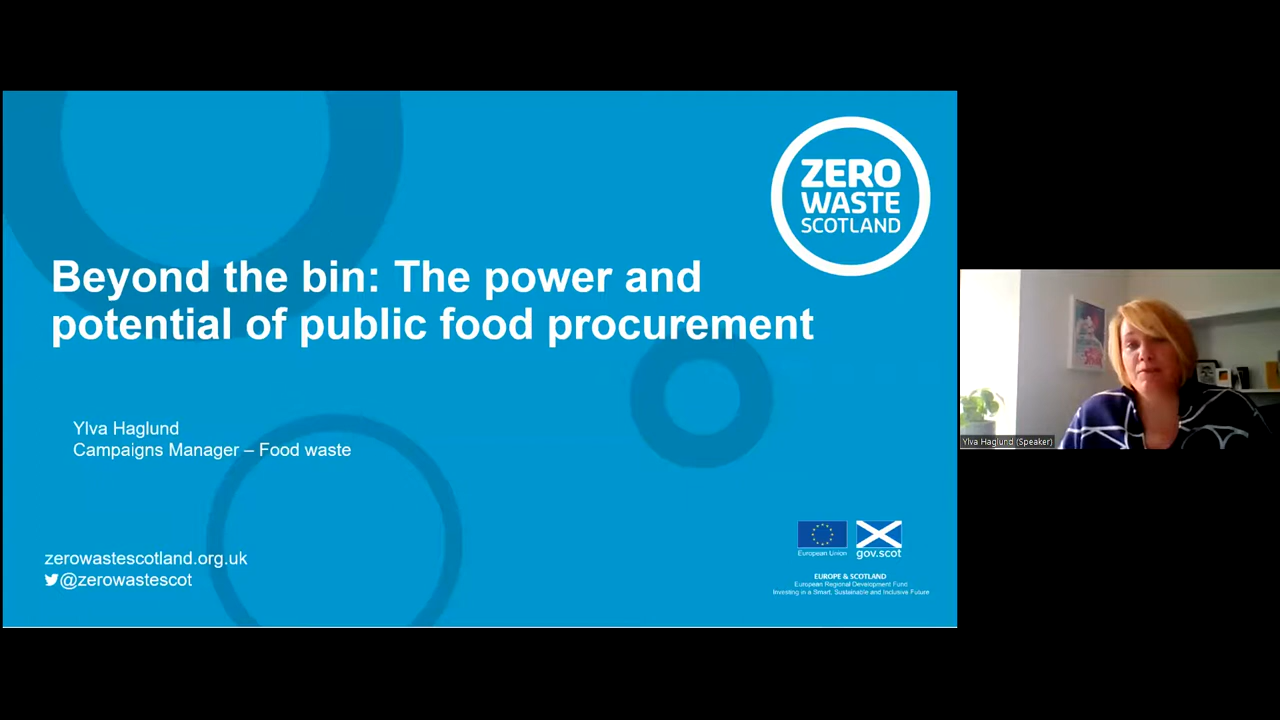 ZERO
WASTE
SCOTLAND
Beyond the bin: The power and
potential of public food procurement
Ylva Haglund
Campaigns Manager – Food waste
zerowastescotland.org.uk
@zerowastescot
European Union
gov.scot
EUROPE & SCOTLAND
European Regional Development Fund
Investing in a Smart, Sustainable and Inclusive Future
Ylva Haglund (Speaker)